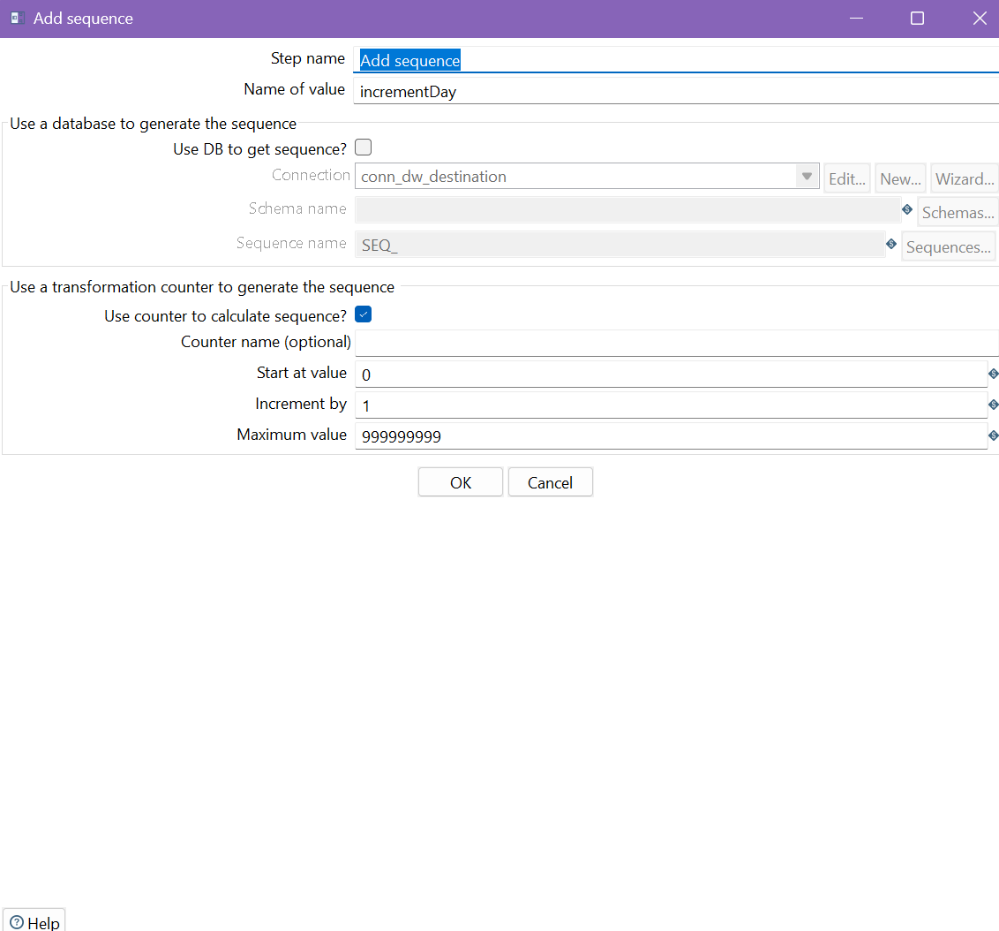 Add sequence
Step name Add sequence
Name of value incrementDay
Use a database to generate the sequence
Use DB to get sequence?
Connection conn_dw_destination Edit... New... Wizard...
Schema name Schemas...
Sequence name SEQ_ Sequences...
Use a transformation counter to generate the sequence
Use counter to calculate sequence?
Counter name (optional)
Start at value 0
Increment by 1
Maximum value 999999999
OK Cancel
Help